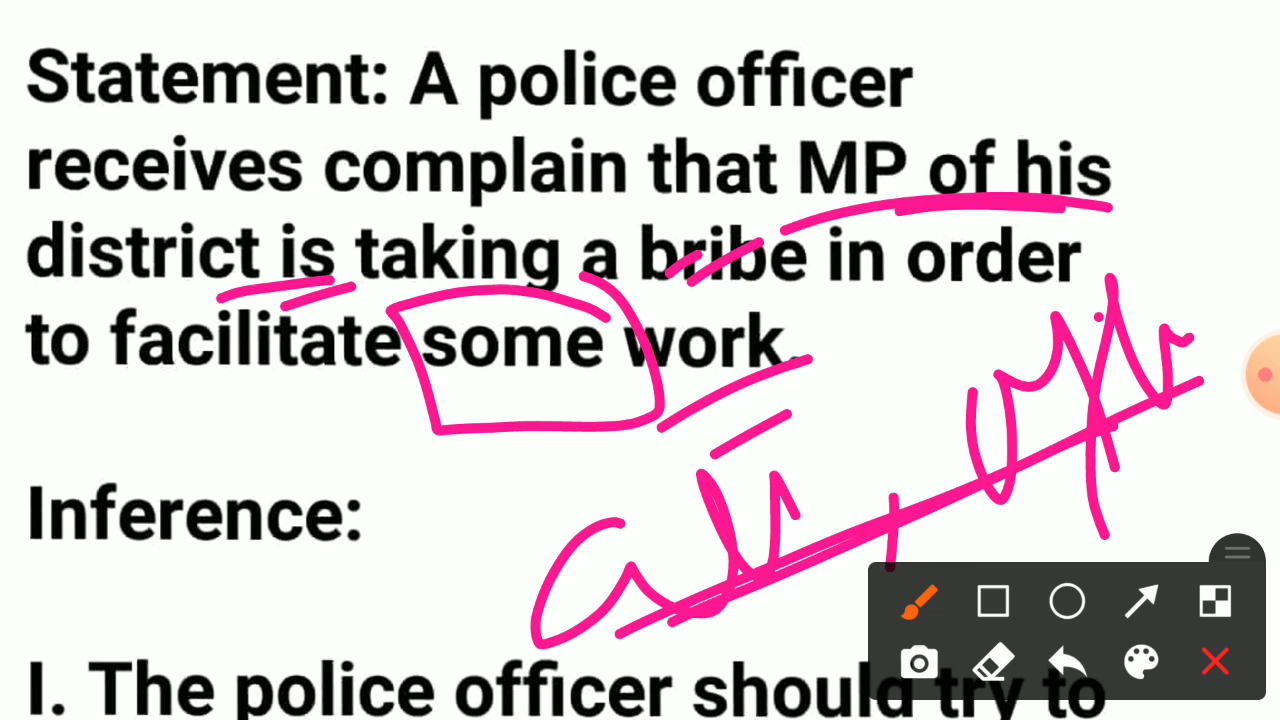 Statement: A police officer
receives complain that MP of his
district is taking a bribe in order
to facilitate some work.
Inference:
all,
I. The police officer should try to